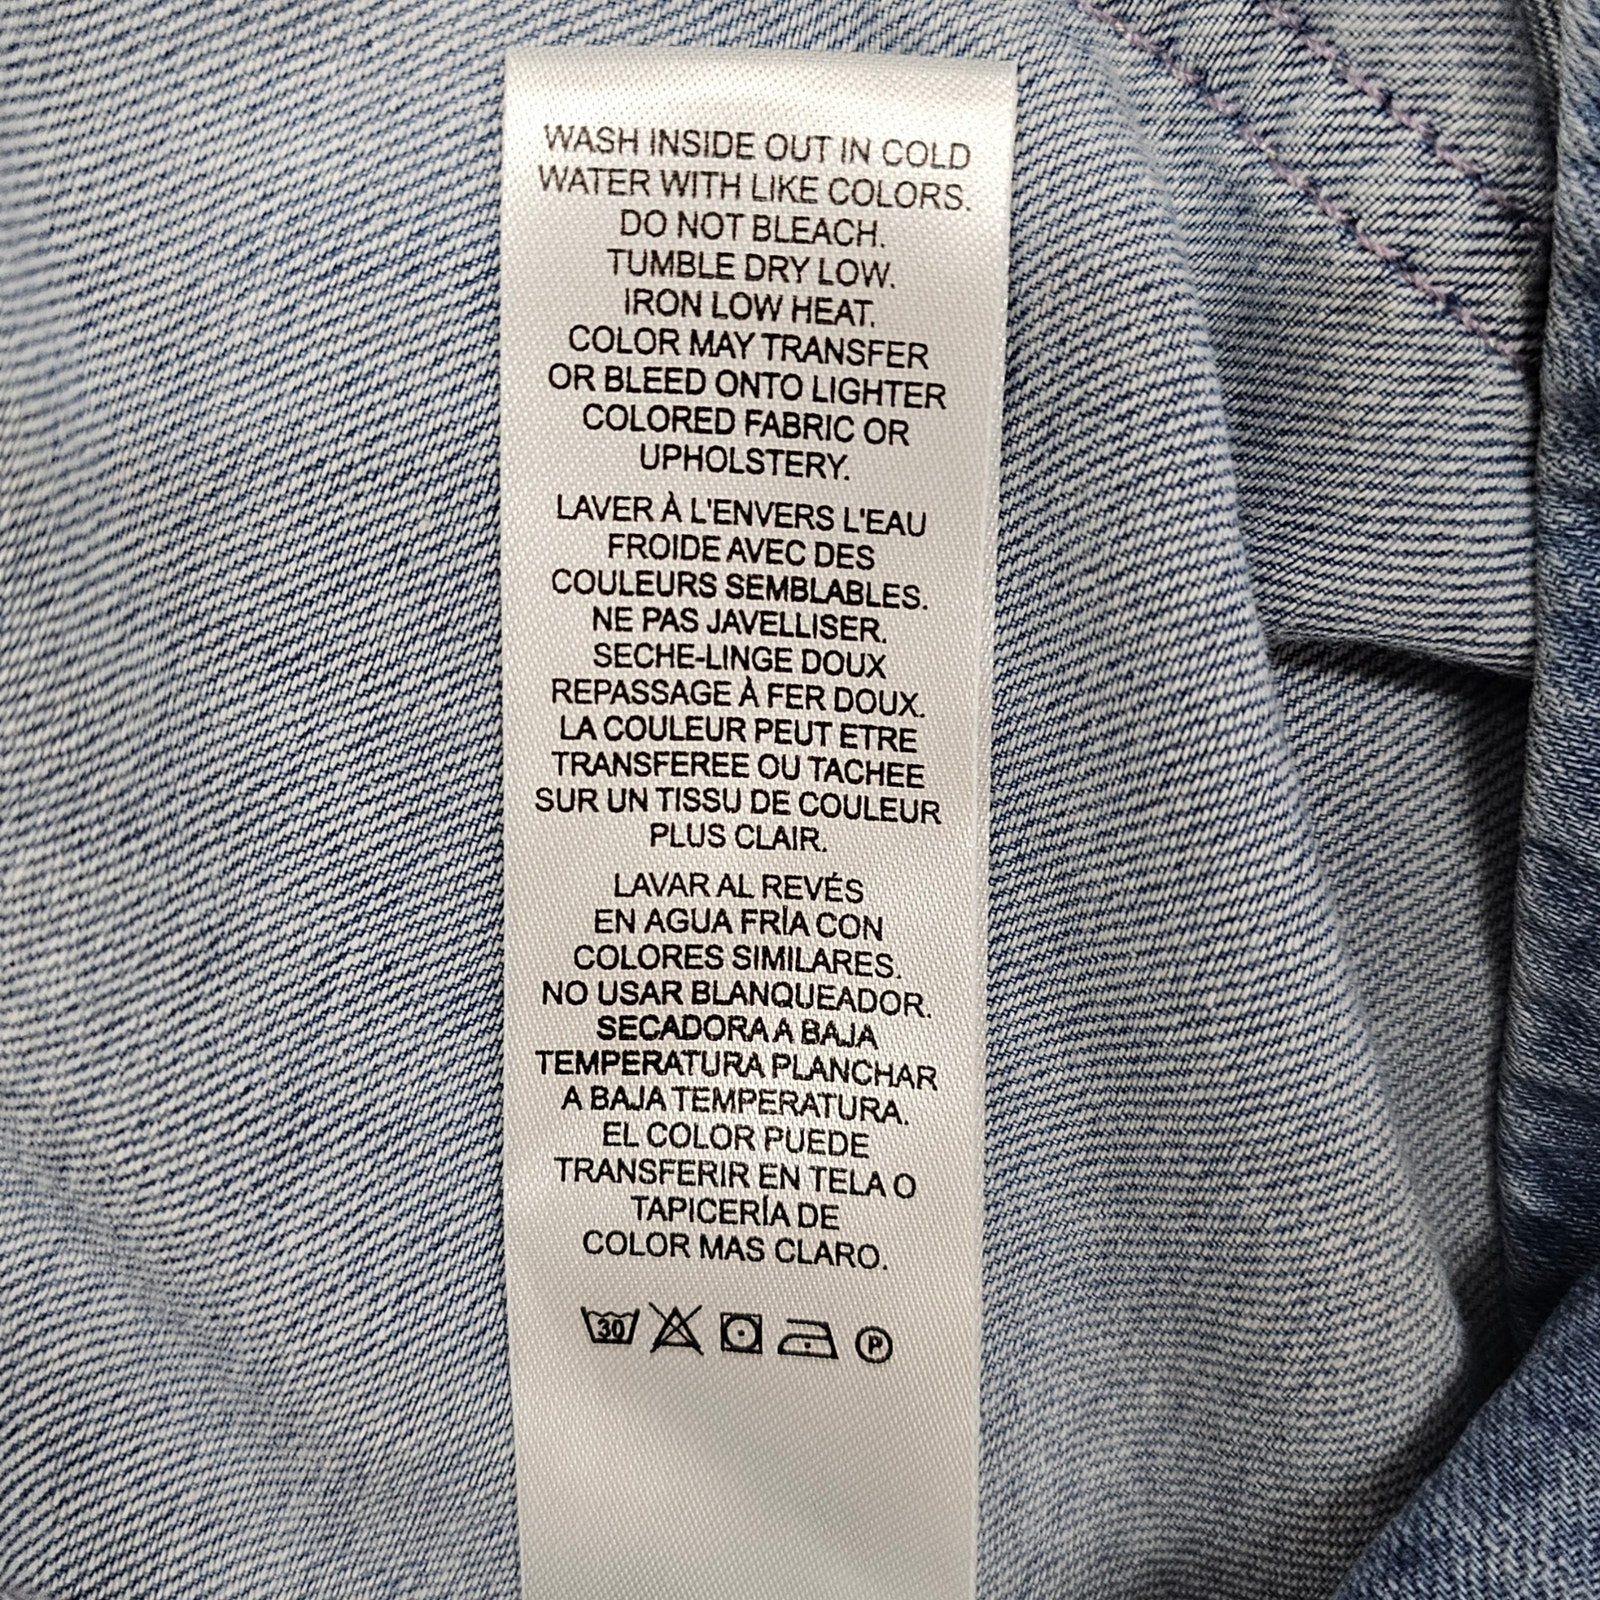 WASH INSIDE OUT IN COLD
WATER WITH LIKE COLORS.
DO NOT BLEACH.
TUMBLE DRY LOW.
IRON LOW HEAT.
COLOR MAY TRANSFER
OR BLEED ONTO LIGHTER
COLORED FABRIC OR
UPHOLSTERY.
LAVER À L'ENVERS L'EAU
FROIDE AVEC DES
COULEURS SEMBLABLES.
NE PAS JAVELLISER.
SECHE-LINGE DOUX
REPASSAGE À FER DOUX.
LA COULEUR PEUT ETRE
TRANSFEREE OU TACHEE
SUR UN TISSU DE COULEUR
PLUS CLAIR.
LAVAR AL REVÉS
EN AGUA FRÍA CON
COLORES SIMILARES.
NO USAR BLANQUEADOR.
SECADORA A BAJA
TEMPERATURA PLANCHAR
A BAJA TEMPERATURA.
EL COLOR PUEDE
TRANSFERIR EN TELA O
TAPICERÍA DE
COLOR MAS CLARO.
30 P